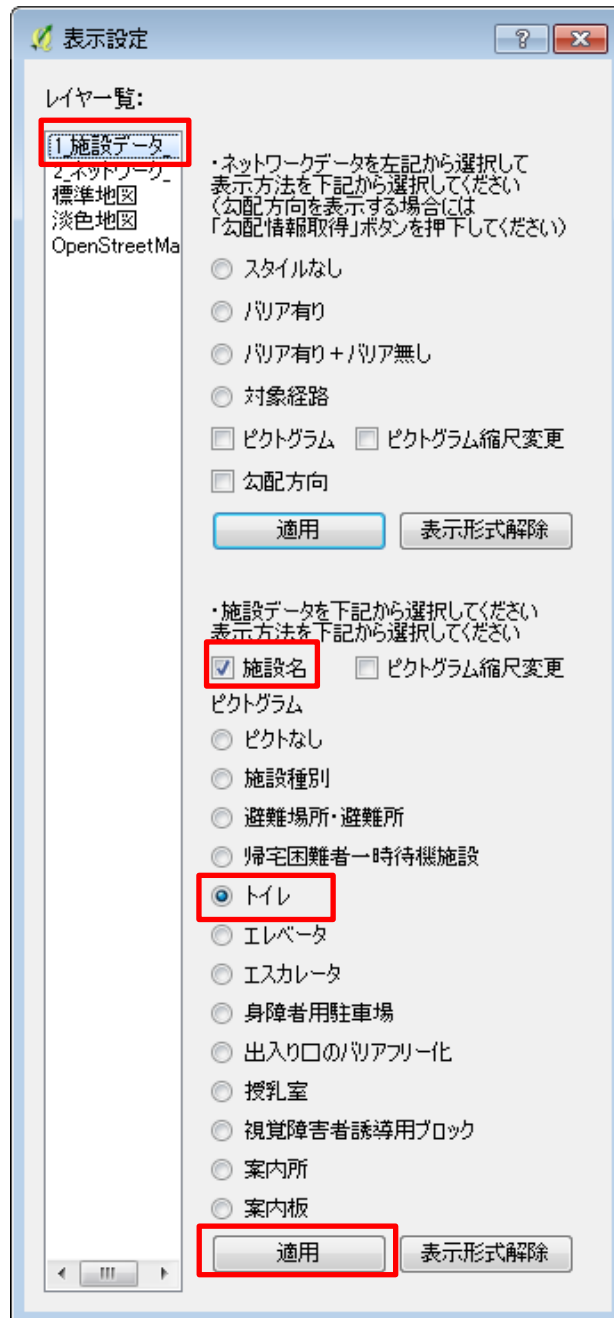 表示設定
レイヤ一覧:
1_施設データ_
2_ネットワーク_
標準地図
淡色地図
OpenStreetMa
・ネットワークデータを左記から選択して
表示方法を下記から選択してください
(勾配方向を表示する場合には
「勾配情報取得」ボタンを押下してください)
スタイルなし
バリア有り
バリア有り+バリア無し
対象経路
ピクトグラム ピクトグラム縮尺変更
勾配方向
適用 表示形式解除
・施設データを下記から選択してください
表示方法を下記から選択してください
施設名 ピクトグラム縮尺変更
ピクトグラム
ピクトなし
施設種別
避難場所・避難所
帰宅困難者一時待機施設
トイレ
エレベータ
エスカレータ
身障者用駐車場
出入り口のバリアフリー化
授乳室
視覚障害者誘導用ブロック
案内所
案内板
適用 表示形式解除